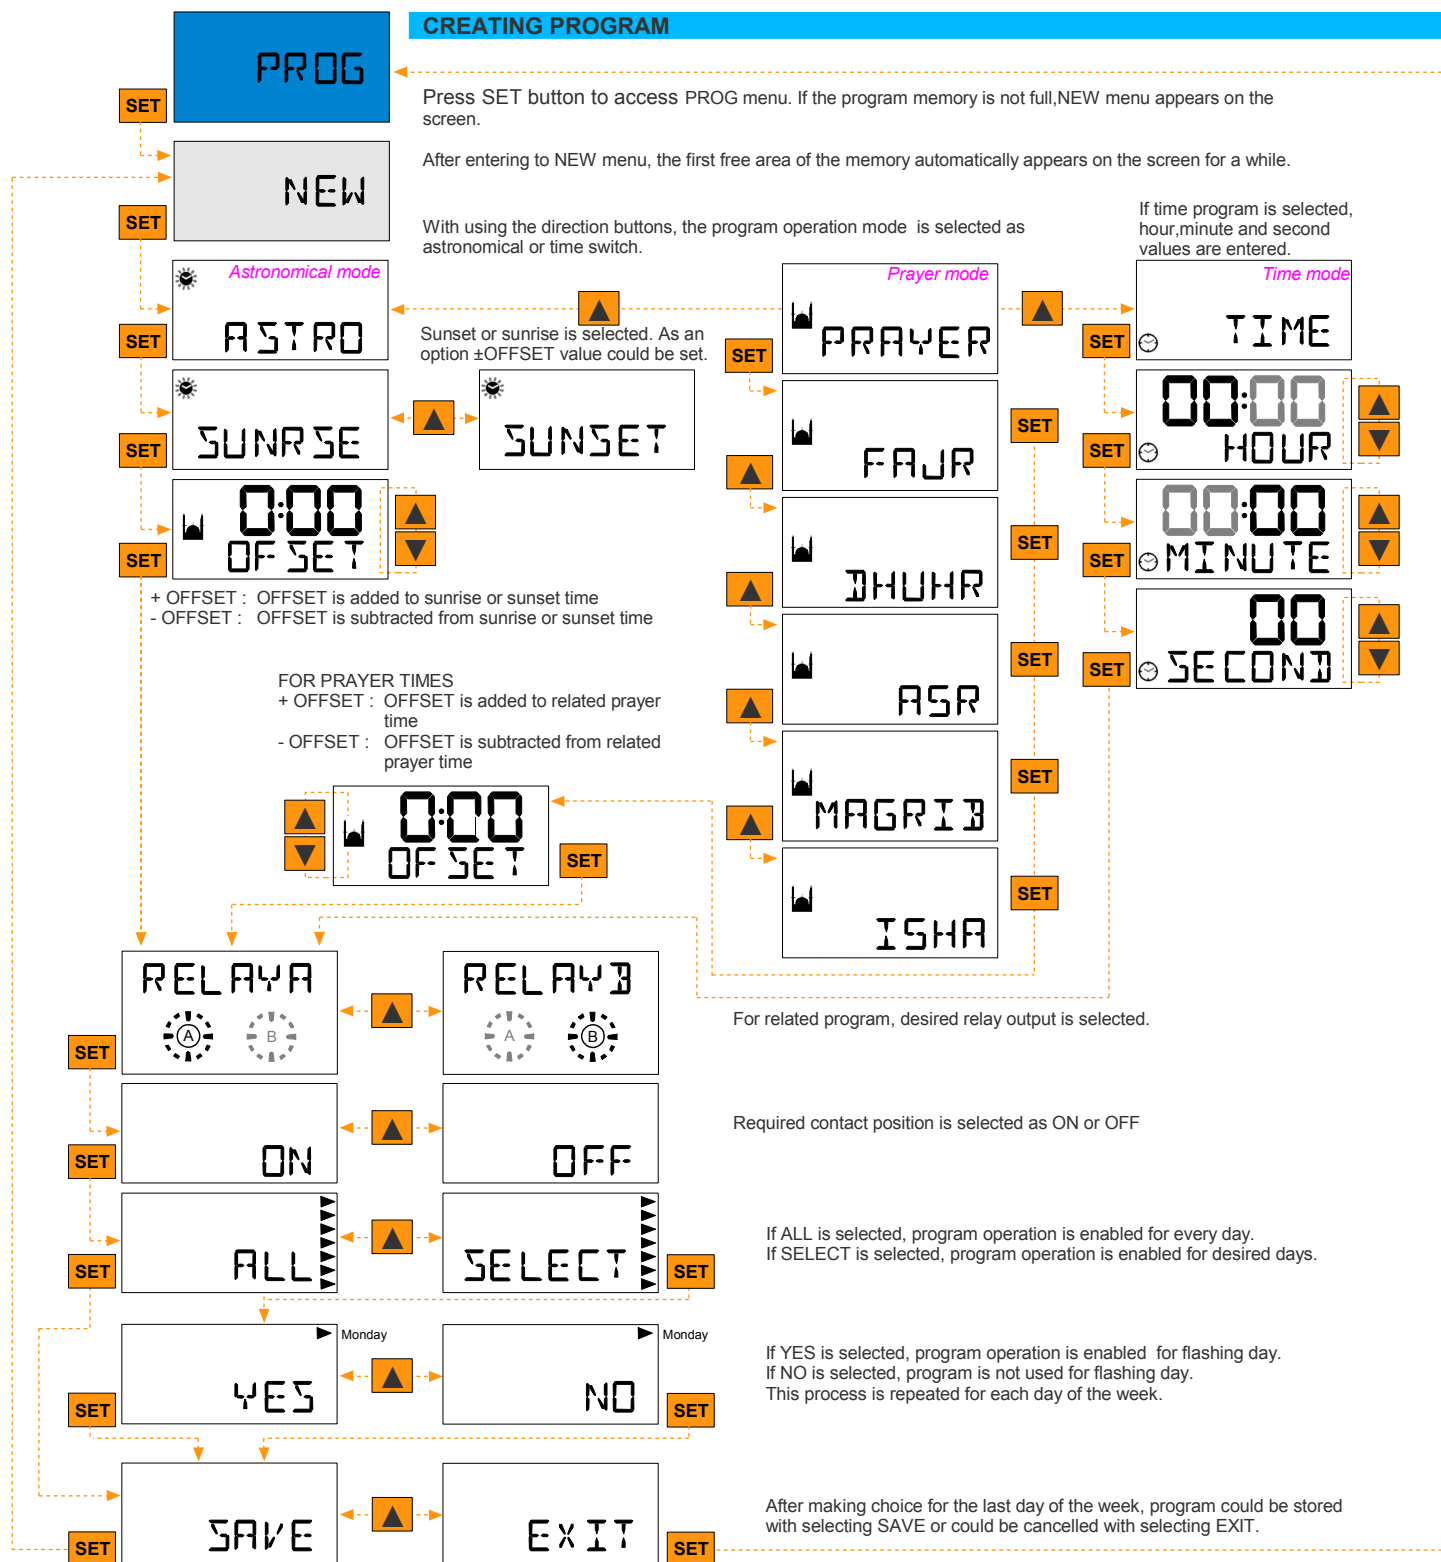 CREATING PROGRAM
PROG
SET
Press SET button to access PROG menu. If the program memory is not full,NEW menu appears on the
screen.
After entering to NEW menu, the first free area of the memory automatically appears on the screen for a while.
NEW
SET
With using the direction buttons, the program operation mode is selected as
astronomical or time switch.
If time program is selected,
hour,minute and second
values are entered.
Astronomical mode
ASTRO
SET
Prayer mode
PRAYER
SET
Time mode
TIME
SET
Sunset or sunrise is selected. As an
option ±OFFSET value could be set.
SUNRSE
SET
SUNSET
FAJR
SET
00:00
HOUR
SET
0:00
OFSET
SET
DHUHR
SET
00:00
MINUTE
SET
+ OFFSET : OFFSET is added to sunrise or sunset time
- OFFSET : OFFSET is subtracted from sunrise or sunset time
ASR
SET
00
SECOND
SET
FOR PRAYER TIMES
+ OFFSET : OFFSET is added to related prayer
time
- OFFSET : OFFSET is subtracted from related
prayer time
MAGRIB
SET
0:00
OFSET
SET
ISHA
SET
RELAYA
A
B
SET
RELAYB
A
B
For related program, desired relay output is selected.
ON
SET
OFF
Required contact position is selected as ON or OFF
ALL
SET
SELECT
SET
If ALL is selected, program operation is enabled for every day.
If SELECT is selected, program operation is enabled for desired days.
Monday
YES
SET
Monday
NO
SET
If YES is selected, program operation is enabled for flashing day.
If NO is selected, program is not used for flashing day.
This process is repeated for each day of the week.
SAVE
SET
EXIT
SET
After making choice for the last day of the week, program could be stored
with selecting SAVE or could be cancelled with selecting EXIT.